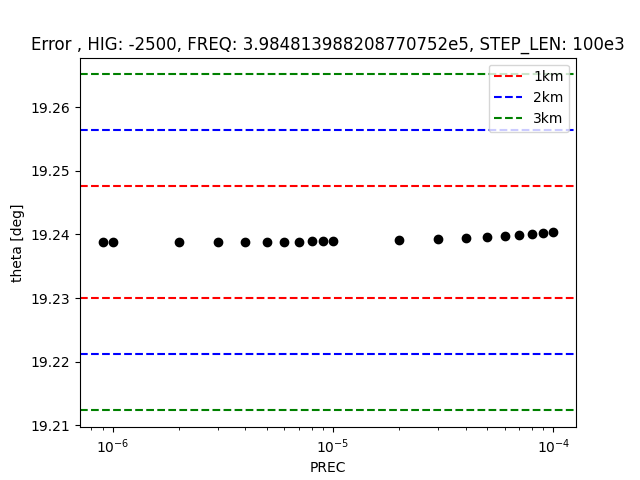 Error , HIG: -2500, FREQ: 3.984813988208770752e5, STEP_LEN: 100e3
1km
2km
3km
19.26
19.25
19.24
19.23
19.22
19.21
theta [deg]
10⁻⁶
10⁻⁵
10⁻⁴
PREC